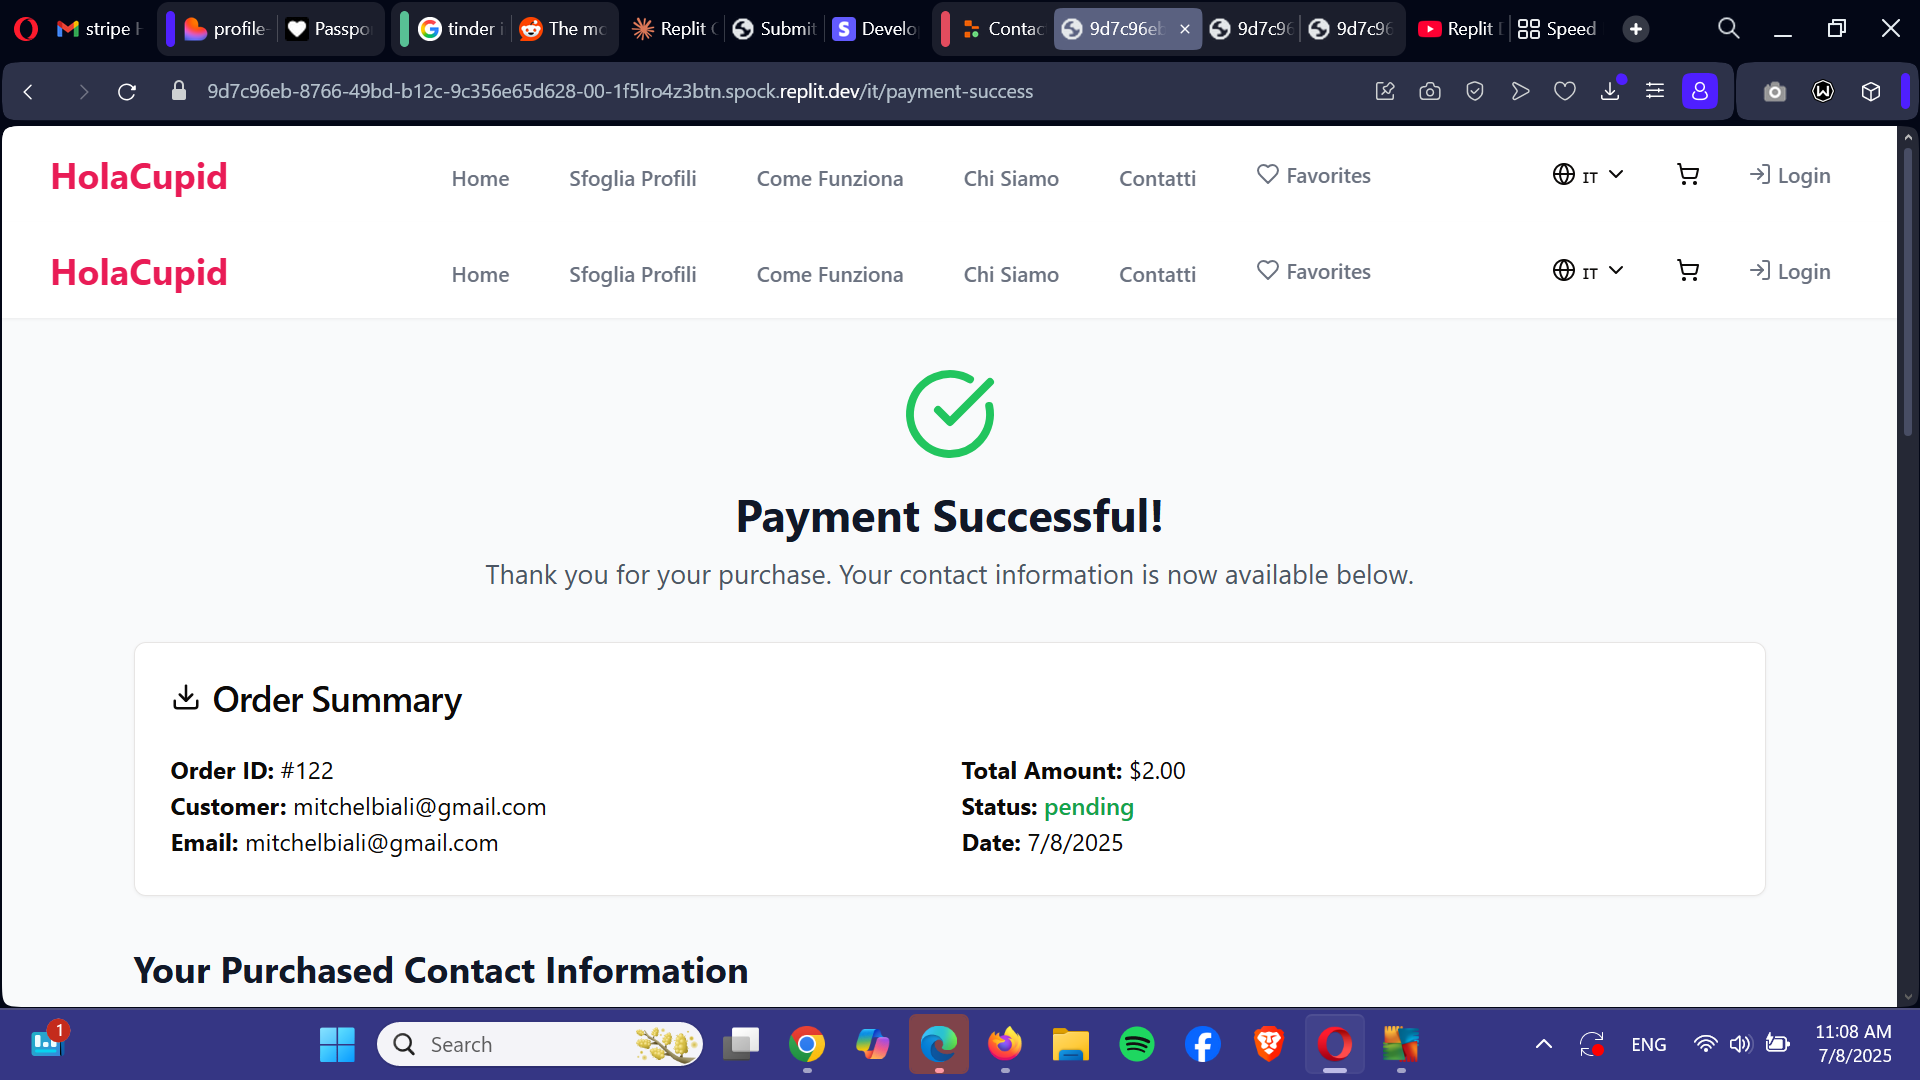 stripe
profile-
Passpo
tinder i
The mo
Replit
Submit
Develo
Contac
9d7c96eb
9d7c96
9d7c96
Replit
Speed
9d7c96eb-8766-49bd-b12c-9c356e65d628-00-1f5lro4z3btn.spock.replit.dev/it/payment-success
HolaCupid
Home
Sfoglia Profili
Come Funziona
Chi Siamo
Contatti
Favorites
IT
Login
HolaCupid
Home
Sfoglia Profili
Come Funziona
Chi Siamo
Contatti
Favorites
IT
Login
Payment Successful!
Thank you for your purchase. Your contact information is now available below.
Order Summary
Order ID: #122
Customer: mitchelbiali@gmail.com
Email: mitchelbiali@gmail.com
Total Amount: $2.00
Status: pending
Date: 7/8/2025
Your Purchased Contact Information
1
Search
ENG
11:08 AM
7/8/2025